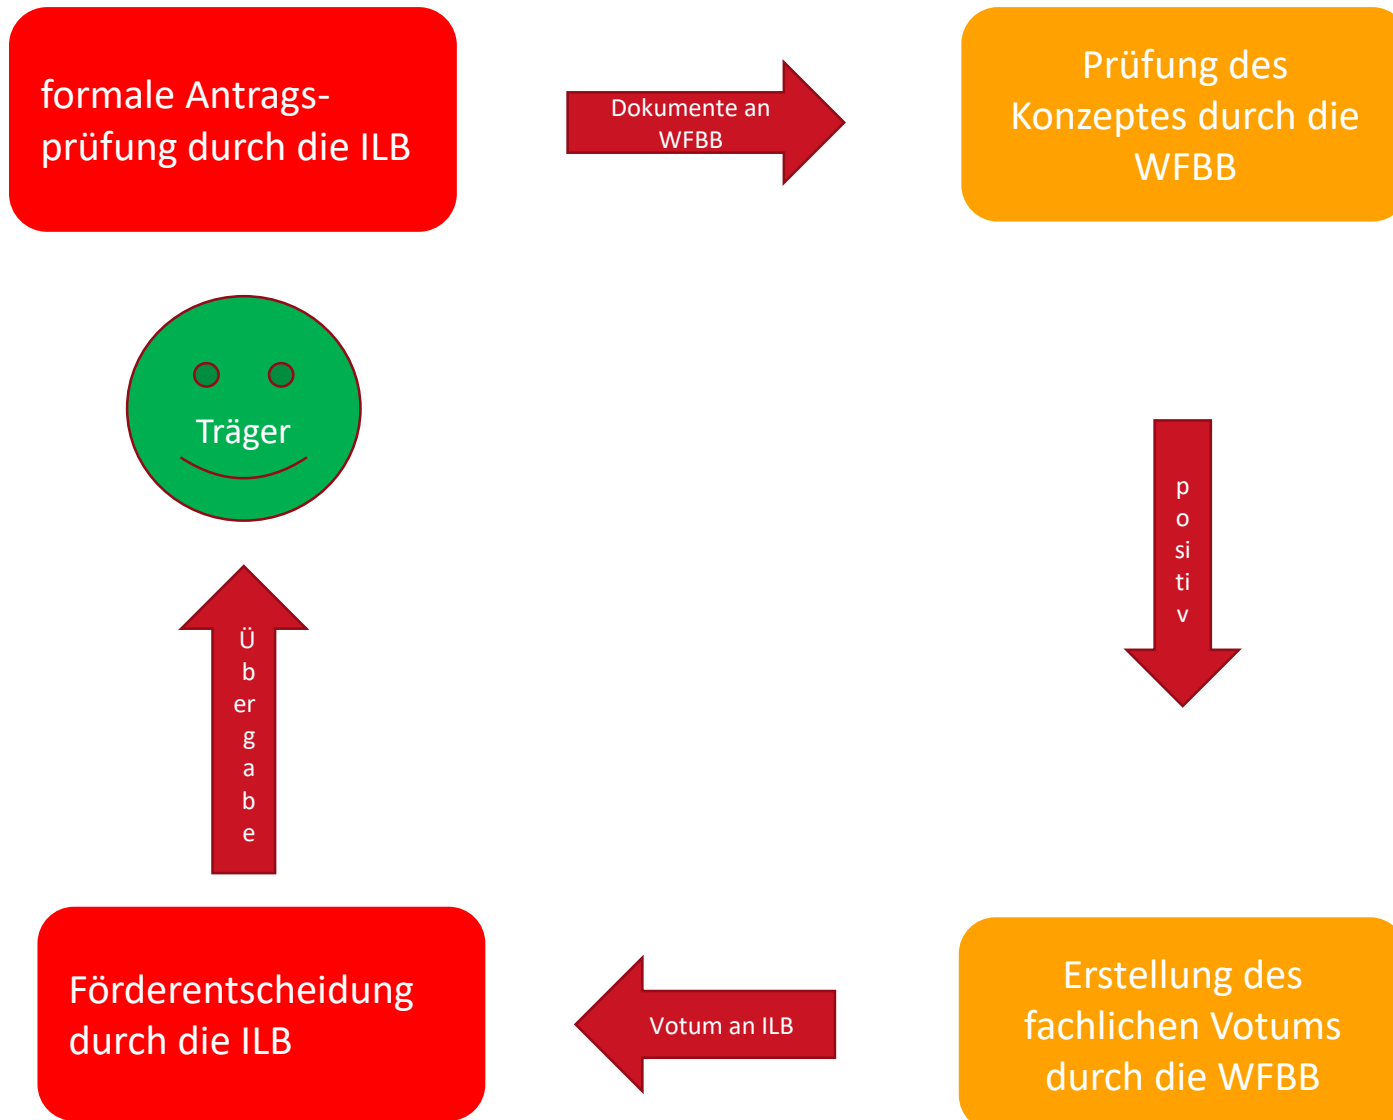 formale Antrags-
prüfung durch die ILB
Dokumente an
WFBB
Prüfung des
Konzeptes durch die
WFBB
Träger
p
o
si
ti
v
Ü
b
er
g
a
b
e
Förderentscheidung
durch die ILB
Votum an ILB
Erstellung des
fachlichen Votums
durch die WFBB